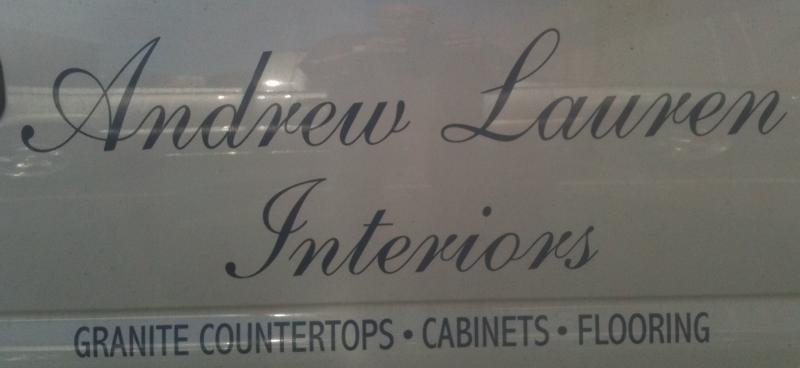 Andrew Lauren
Interiors
GRANITE COUNTERTOPS • CABINETS • FLOORING